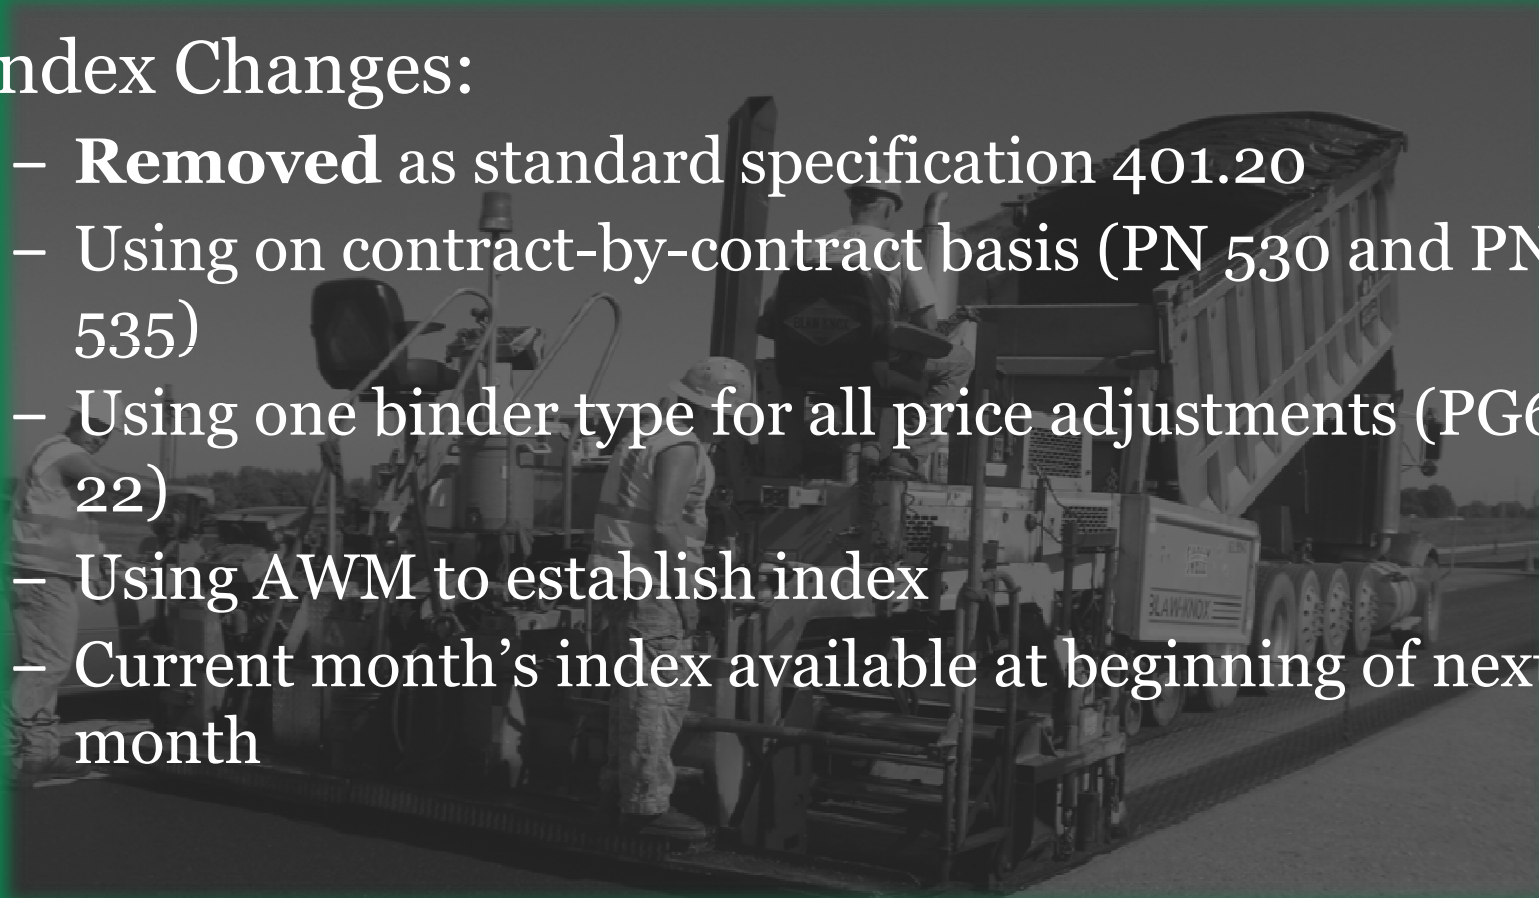 ndex Changes:
– Removed as standard specification 401.20
– Using on contract-by-contract basis (PN 530 and PN
535)
– Using one binder type for all price adjustments (PG6
22)
– Using AWM to establish index
– Current month’s index available at beginning of next
month
BLAW-KNOX